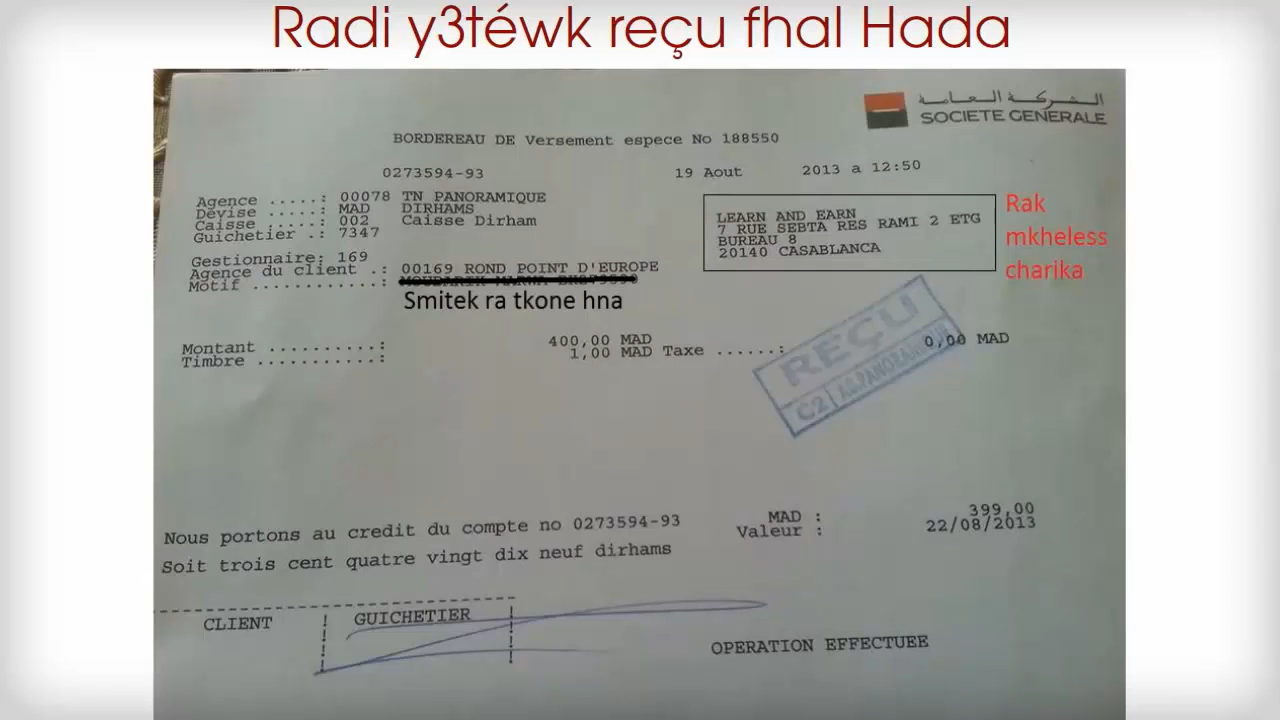 Radi y3téwk reçu fhal Hada
الشركة العامة
SOCIETE GENERALE
BORDEREAU DE Versement espece No 188550
0273594-93 19 Aout 2013 a 12:50
Agence .....: 00078 TN PANORAMIQUE
Devise .....: MAD DIRHAMS
Caisse .....: 002 Caisse Dirham
Guichetier .: 7347
LEARN AND EARN
7 RUE SEBTA RES RAMI 2 ETG
BUREAU 8
20140 CASABLANCA
Rak
mkheless
charika
Gestionnaire: 169
Agence du client .: 00169 ROND POINT D'EUROPE
Motif ............:
Smitek ra tkone hna
Montant ..........: 400,00 MAD
Timbre ...........: 1,00 MAD Taxe ......: 0,00 MAD
REÇU
C2 AG PANORAMIQUE
Nous portons au credit du compte no 0273594-93 MAD : 399,00
Soit trois cent quatre vingt dix neuf dirhams Valeur : 22/08/2013
CLIENT GUICHETIER
OPERATION EFFECTUEE